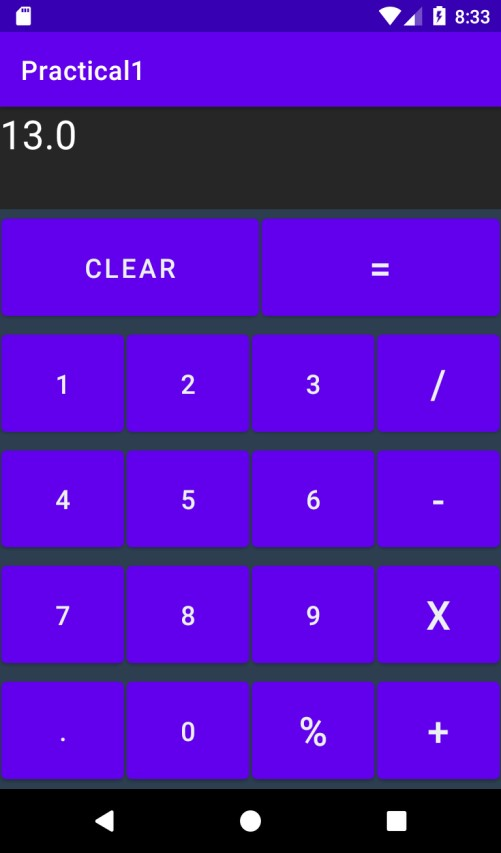 8:33
Practical1
13.0
CLEAR =
1 2 3 /
4 5 6 -
7 8 9 X
. 0 % +